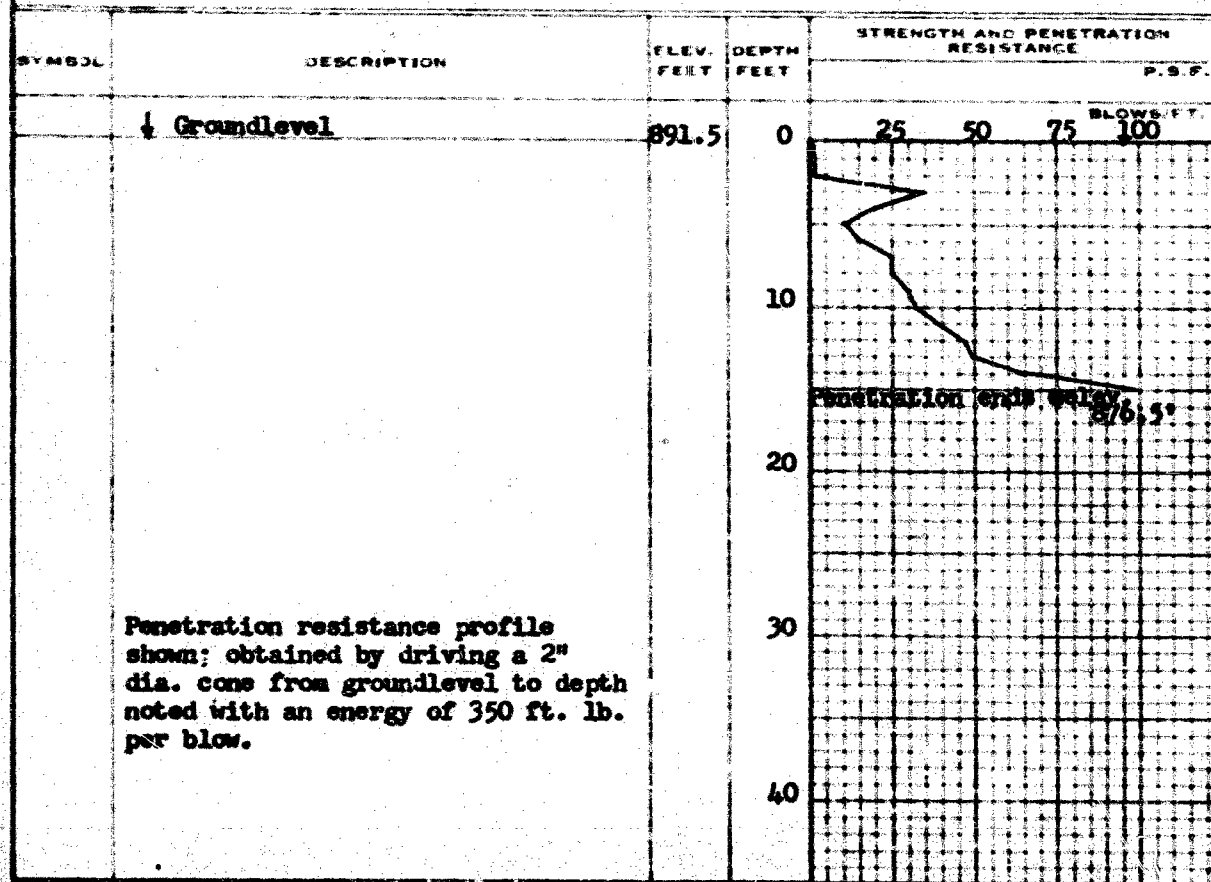 STRENGTH AND PENETRATION
RESISTANCE
SYMBOL DESCRIPTION ELEV. FEET DEPTH FEET P.S.F.
BLOWS/FT.
Groundlevel 891.5 0 25 50 75 100
10
Penetration ends
876.5'
20
30
Penetration resistance profile
shown; obtained by driving a 2"
dia. cone from groundlevel to depth
noted with an energy of 350 ft. lb.
per blow.
40